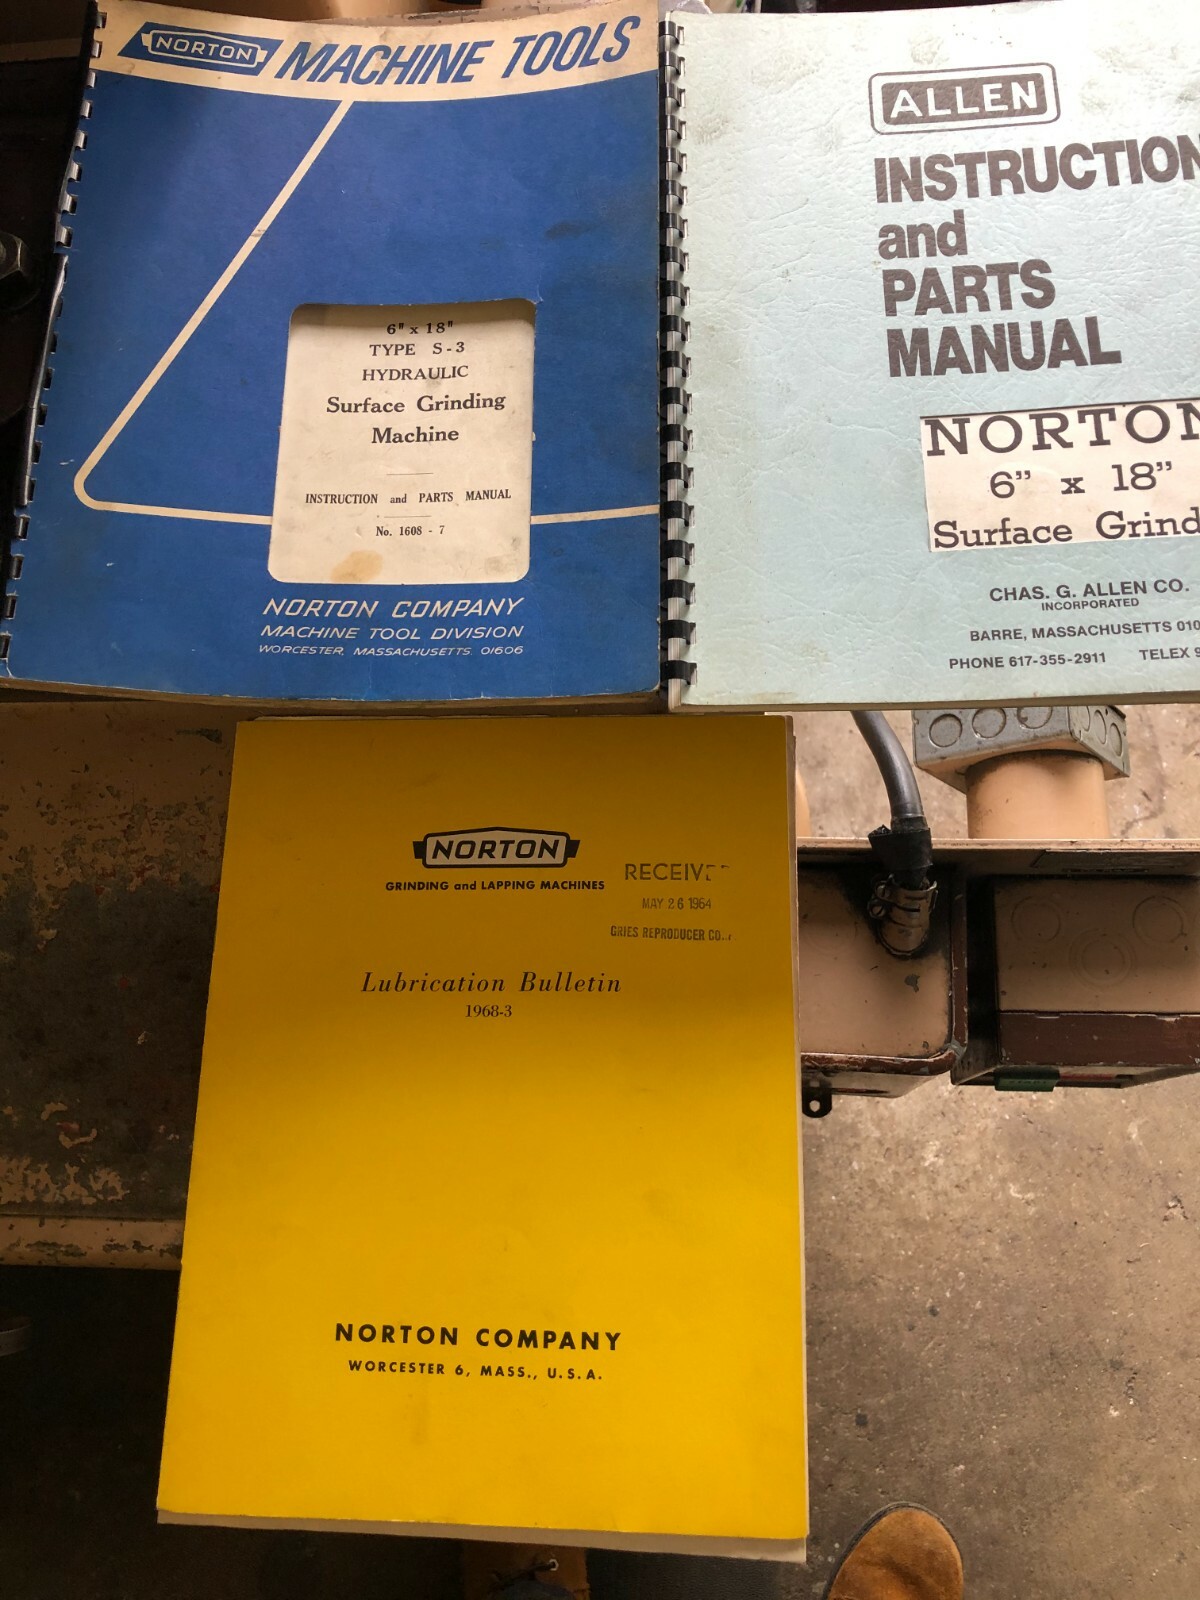 NORTON MACHINE TOOLS
6" x 18"
TYPE S-3
HYDRAULIC
Surface Grinding
Machine
INSTRUCTION and PARTS MANUAL
No. 1608 - 7
NORTON COMPANY
MACHINE TOOL DIVISION
WORCESTER, MASSACHUSETTS, 01606
ALLEN
INSTRUCTION
and
PARTS
MANUAL
NORTON
6" x 18"
Surface Grind
CHAS. G. ALLEN CO.
INCORPORATED
BARRE, MASSACHUSETTS 010
PHONE 617-355-2911 TELEX 9
NORTON
GRINDING and LAPPING MACHINES
RECEIVE
MAY 26 1964
GRIES REPRODUCER CO.
Lubrication Bulletin
1968-3
NORTON COMPANY
WORCESTER 6, MASS., U.S.A.